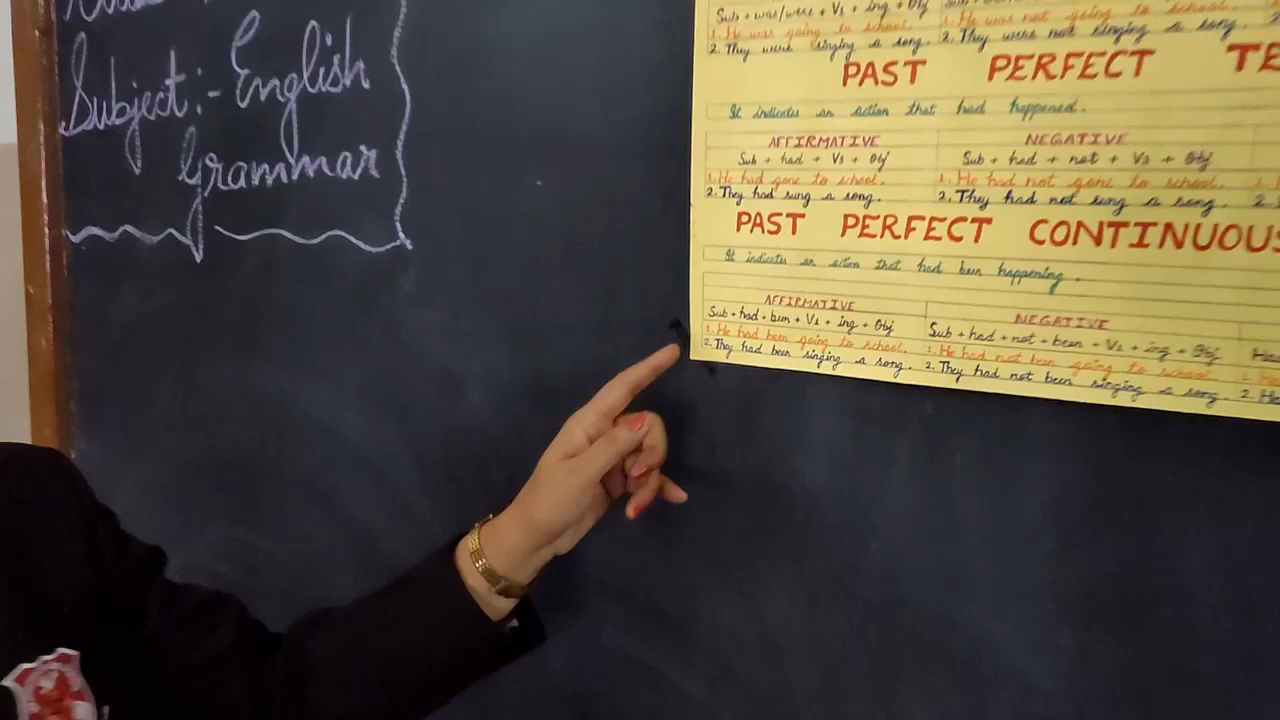 Subject:- English
Grammar
Sub + was/were + V1 + ing + Obj
1. He was going to school.
1. He was not going to school.
2. They were singing a song.
2. They were not singing a song.
PAST PERFECT TE
It indicates an action that had happened.
AFFIRMATIVE
NEGATIVE
Sub + had + V3 + Obj
Sub + had + not + V3 + Obj
1. He had gone to school.
1. He had not gone to school.
2. They had sung a song.
2. They had not sung a song.
PAST PERFECT CONTINUOUS
It indicates an action that had been happening.
AFFIRMATIVE
NEGATIVE
Sub + had + been + V1 + ing + Obj
Sub + had + not + been + V1 + ing + Obj
1. He had been going to school.
1. He had not been going to school.
2. They had been singing a song.
2. They had not been singing a song.